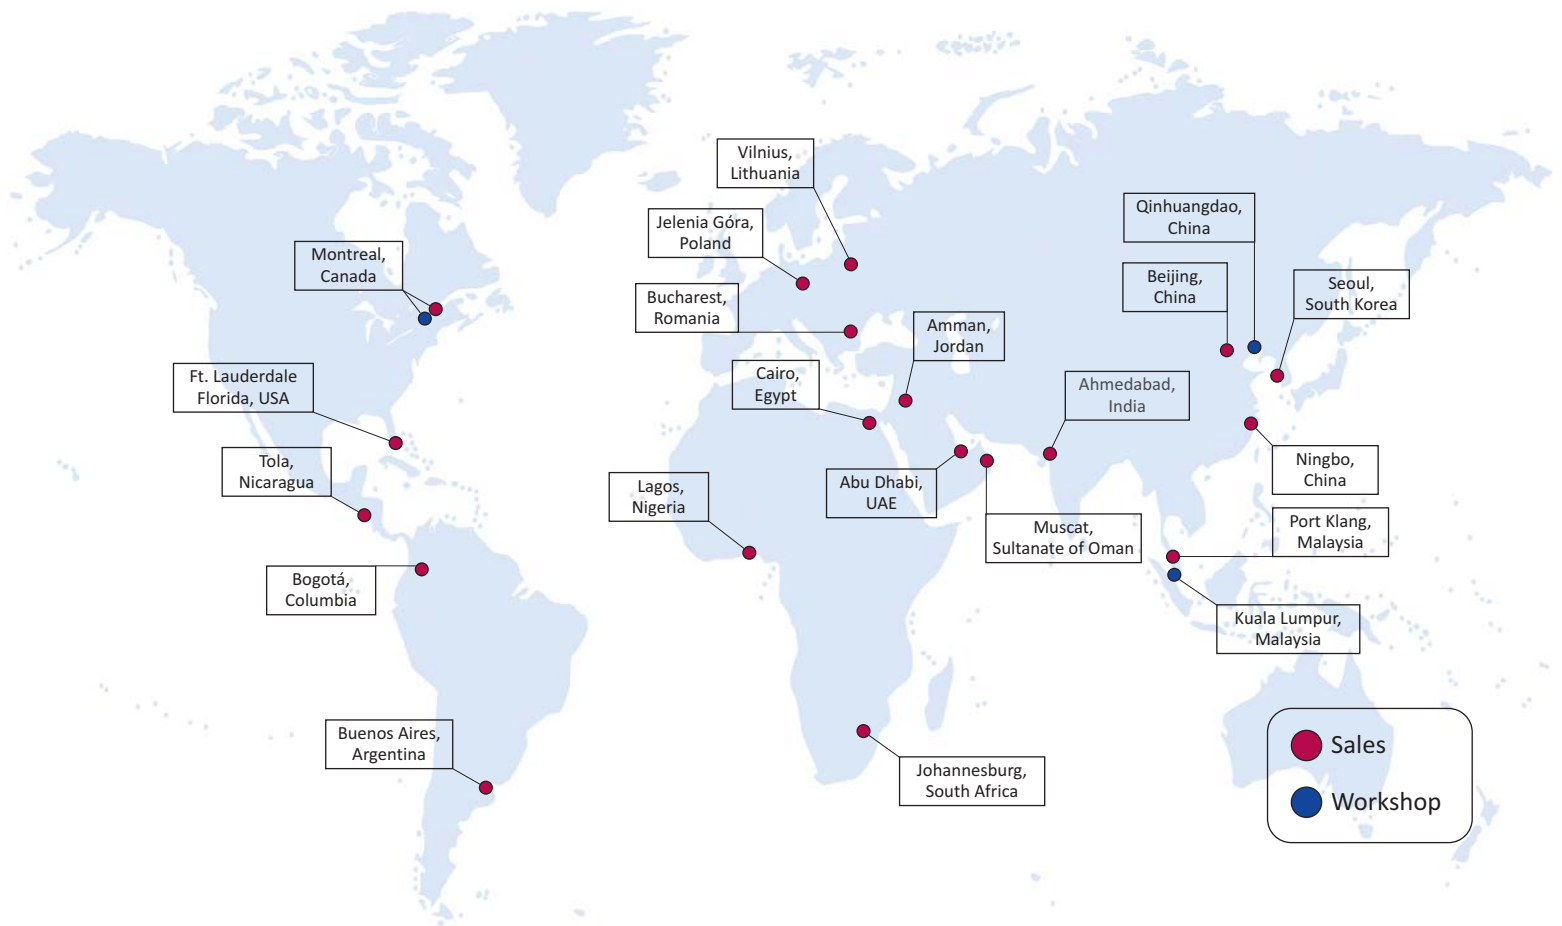 Vilnius,
Lithuania
Jelenia Góra,
Poland
Qinhuangdao,
China
Montreal,
Canada
Bucharest,
Romania
Beijing,
China
Seoul,
South Korea
Amman,
Jordan
Ft. Lauderdale
Florida, USA
Cairo,
Egypt
Ahmedabad,
India
Tola,
Nicaragua
Lagos,
Nigeria
Abu Dhabi,
UAE
Ningbo,
China
Muscat,
Sultanate of Oman
Port Klang,
Malaysia
Bogotá,
Columbia
Kuala Lumpur,
Malaysia
Buenos Aires,
Argentina
Johannesburg,
South Africa
Sales
Workshop